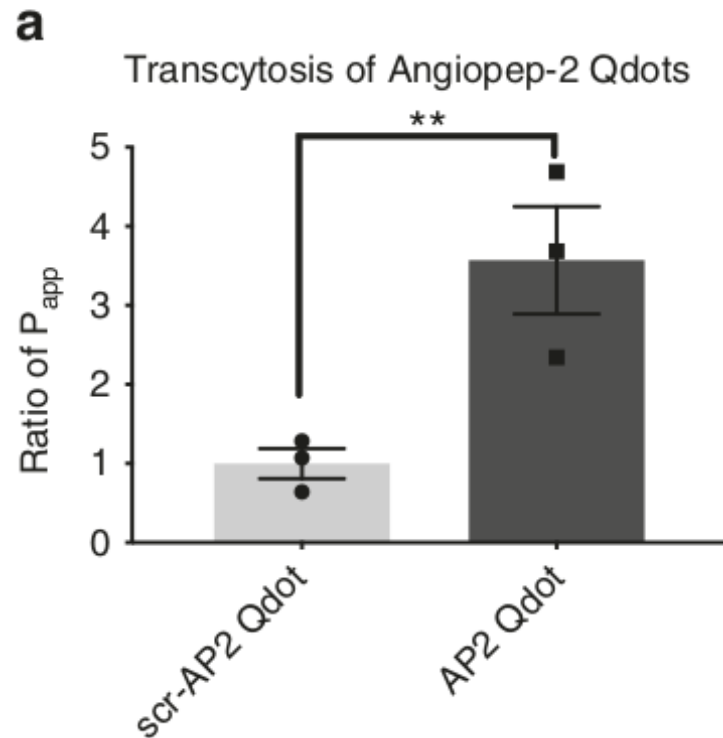 a
Transcytosis of Angiopep-2 Qdots
**
5
4
3
2
1
0
Ratio of Papp
scr-AP2 Qdot
AP2 Qdot